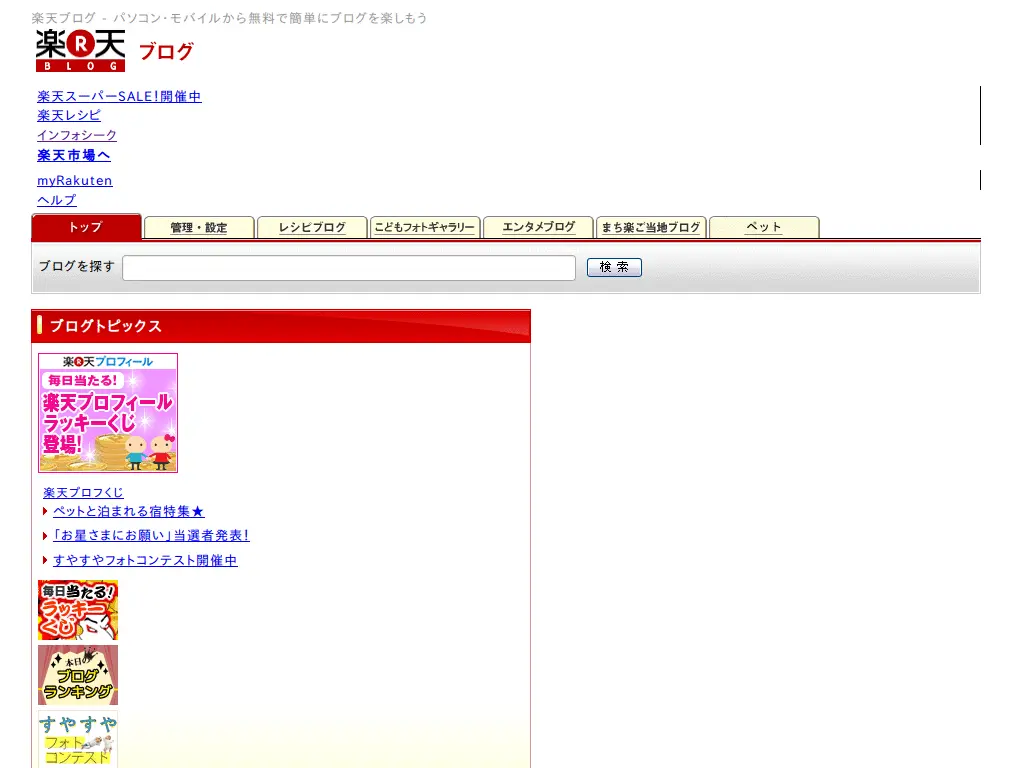 楽天ブログ - パソコン・モバイルから無料で簡単にブログを楽しもう
楽R天 ブログ
BLOG
楽天スーパーSALE!開催中
楽天レシピ
インフォシーク
楽天市場へ
myRakuten
ヘルプ
トップ 管理・設定 レシピブログ こどもフォトギャラリー エンタメブログ まち楽ご当地ブログ ペット
ブログを探す 検 索
ブログトピックス
楽R天プロフィール
毎日当たる!
楽天プロフィール
ラッキーくじ
登場!
楽天プロフくじ
ペットと泊まれる宿特集★
「お星さまにお願い」当選者発表!
すやすやフォトコンテスト開催中
毎日当たる!
ラッキー
くじ
本日の
ブログ
ランキング
すやすや
フォト
コンテスト